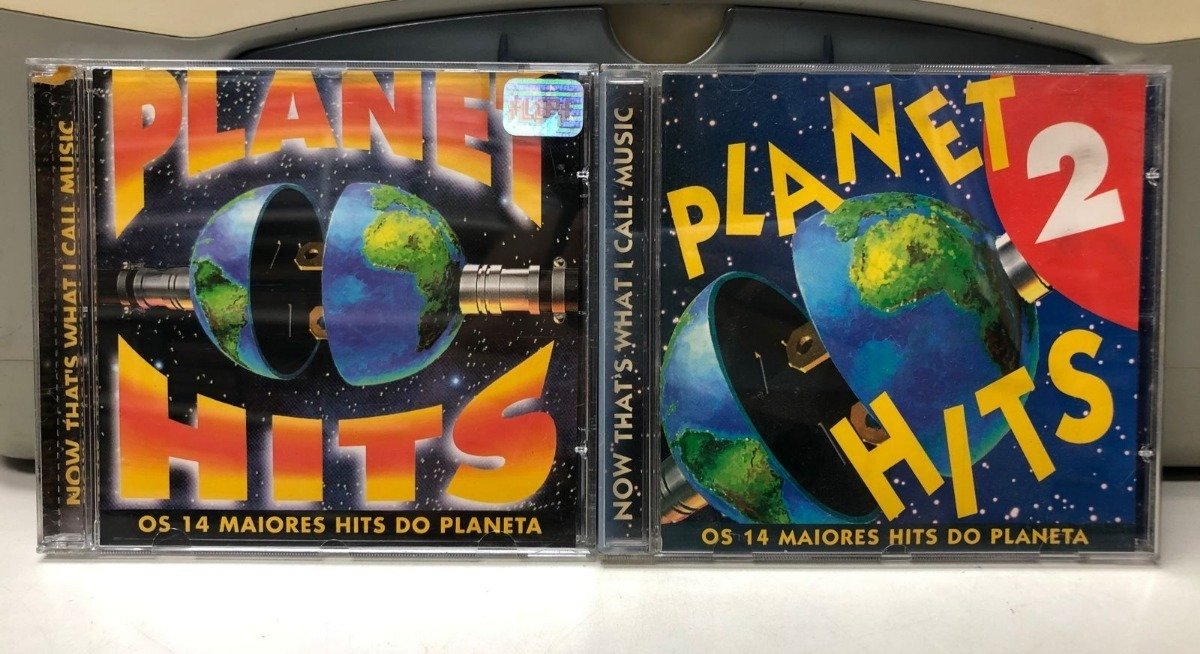 NOW THAT'S WHAT I CALL MUSIC
PLANET
HITS
OS 14 MAIORES HITS DO PLANETA
NOW THAT'S WHAT I CALL MUSIC
PLANET
2
HITS
OS 14 MAIORES HITS DO PLANETA